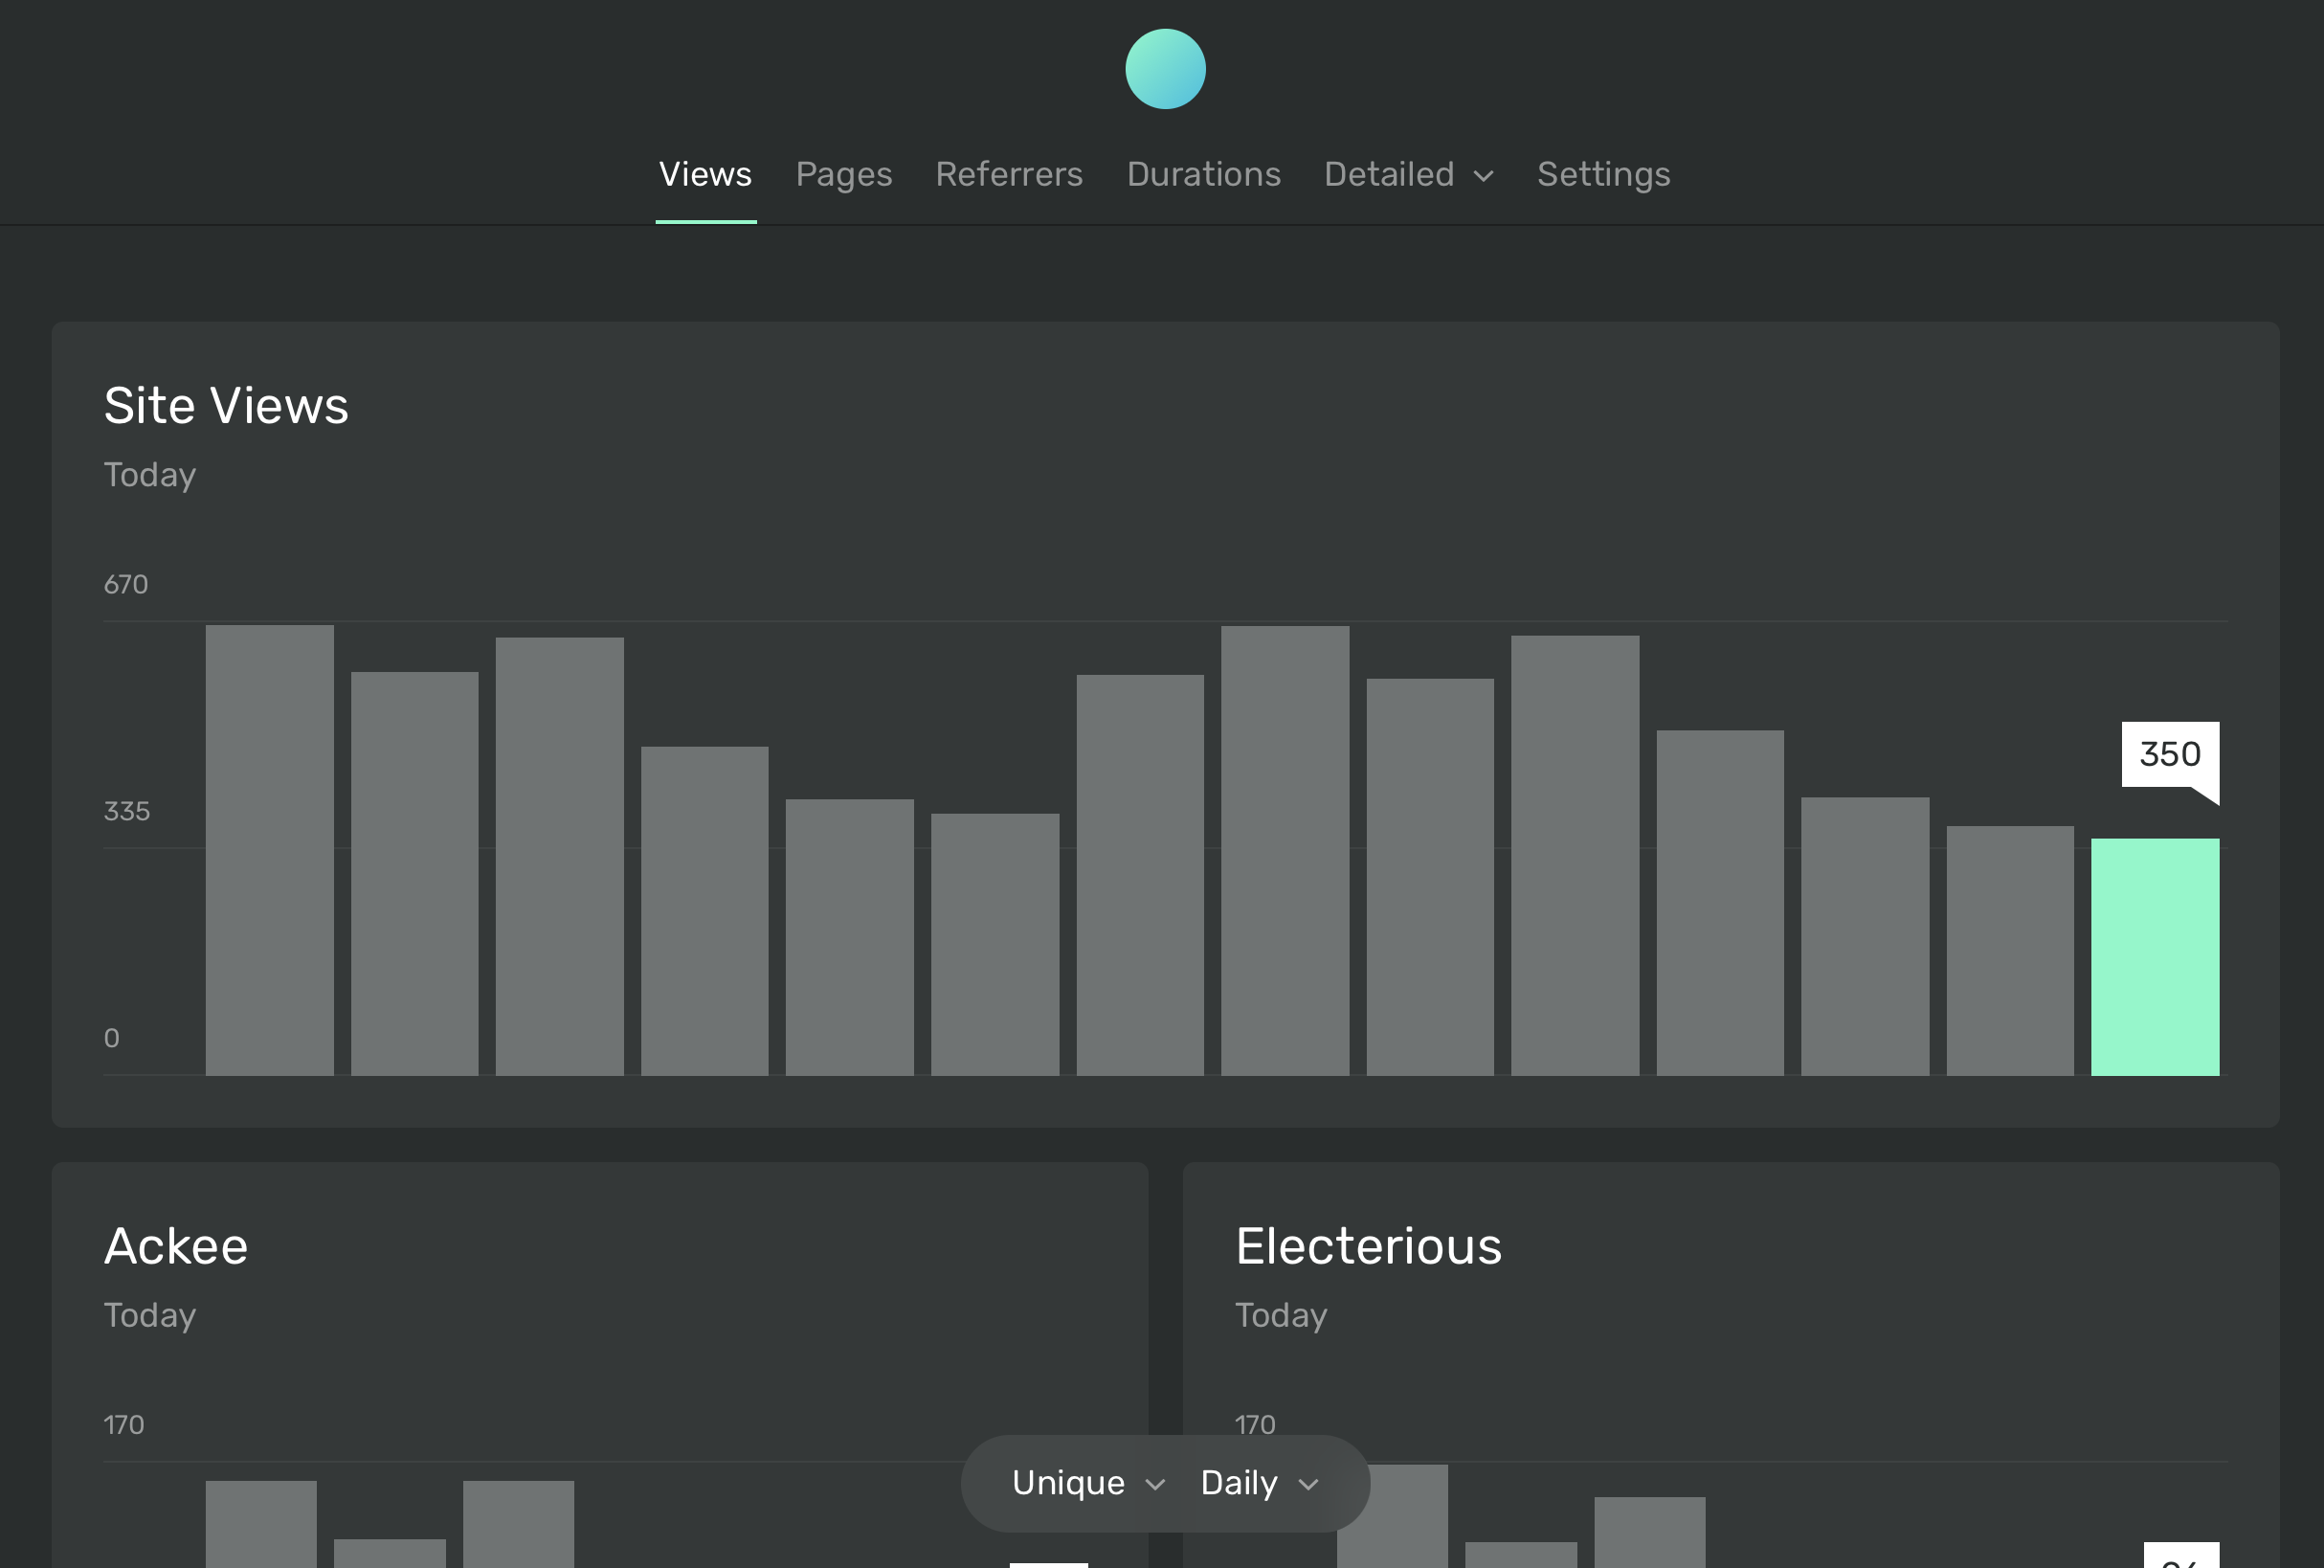 Views Pages Referrers Durations Detailed Settings
Site Views
Today
670
350
335
0
Ackee
Today
170
Electerious
Today
170
Unique Daily